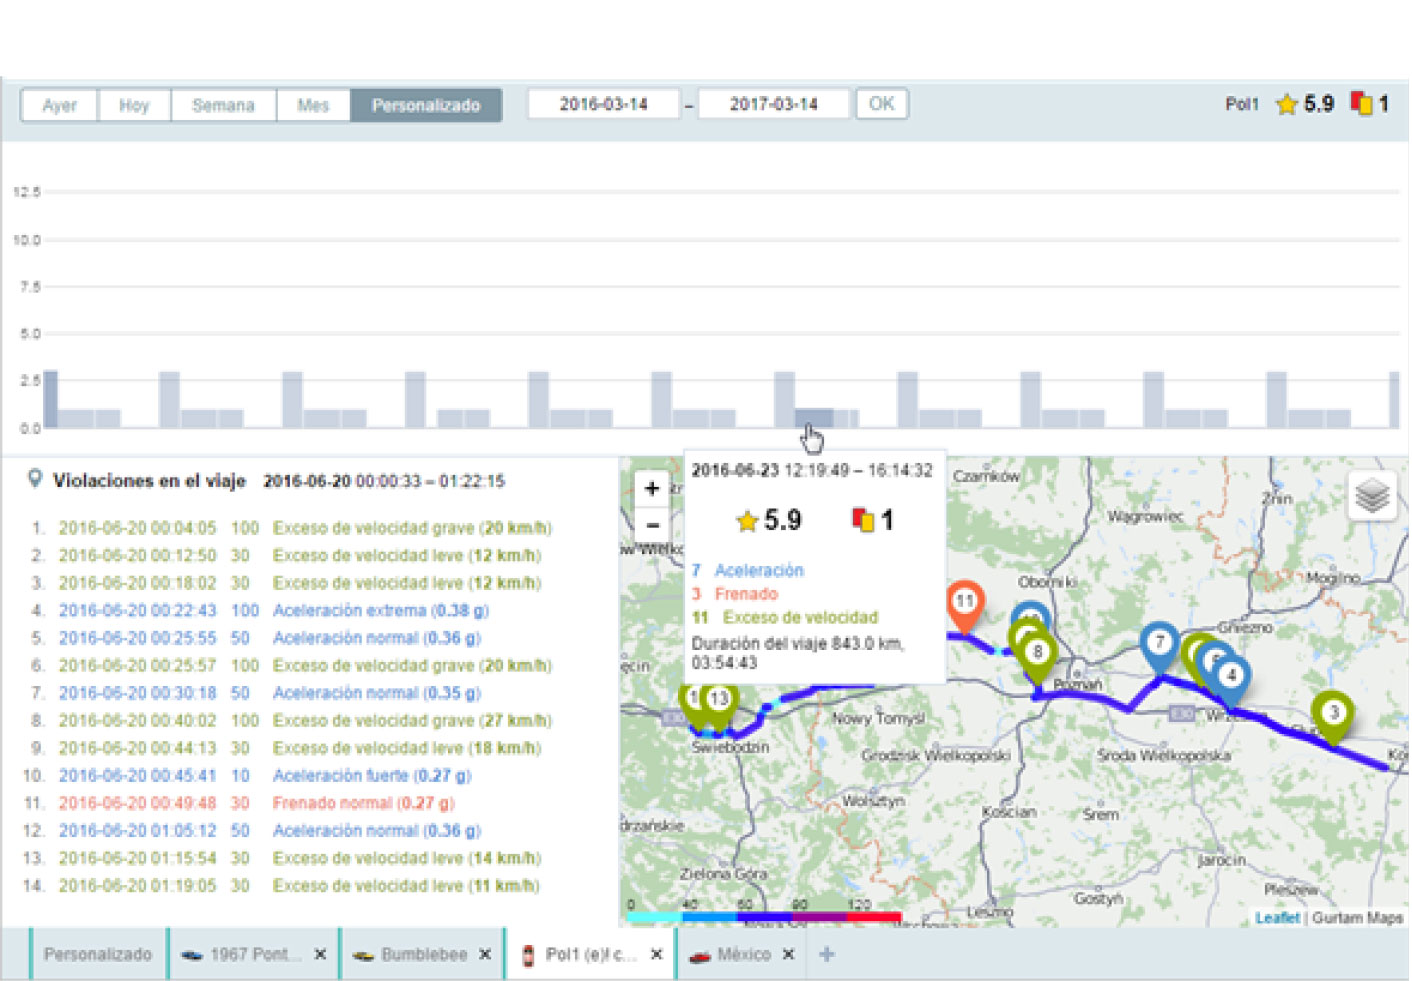 Ayer Hoy Semana Mes Personalizado 2016-03-14 – 2017-03-14 OK Pol1 5.9 1
12.5
10.0
7.5
5.0
2.5
0.0
Violaciones en el viaje 2016-06-20 00:00:33 – 01:22:15
1. 2016-06-20 00:04:05 100 Exceso de velocidad grave (20 km/h)
2. 2016-06-20 00:12:50 30 Exceso de velocidad leve (12 km/h)
3. 2016-06-20 00:18:02 30 Exceso de velocidad leve (12 km/h)
4. 2016-06-20 00:22:43 100 Aceleración extrema (0.38 g)
5. 2016-06-20 00:25:55 50 Aceleración normal (0.36 g)
6. 2016-06-20 00:25:57 100 Exceso de velocidad grave (20 km/h)
7. 2016-06-20 00:30:18 50 Aceleración normal (0.35 g)
8. 2016-06-20 00:40:02 100 Exceso de velocidad grave (27 km/h)
9. 2016-06-20 00:44:13 30 Exceso de velocidad leve (18 km/h)
10. 2016-06-20 00:45:41 10 Aceleración fuerte (0.27 g)
11. 2016-06-20 00:49:48 30 Frenado normal (0.27 g)
12. 2016-06-20 01:05:12 50 Aceleración normal (0.36 g)
13. 2016-06-20 01:15:54 30 Exceso de velocidad leve (14 km/h)
14. 2016-06-20 01:19:05 30 Exceso de velocidad leve (11 km/h)
+
−
2016-06-23 12:19:49 – 16:14:32
5.9 1
7 Aceleración
3 Frenado
11 Exceso de velocidad
Duración del viaje 843.0 km,
03:54:43
Czarnków
Żnin
Wągrowiec
Oborniki
Mogilno
11
Gniezno
7
8
4
Poznań
13
3
E30
E30
Nowy Tomyśl
Świebodzin
Grodzisk Wielkopolski
Środa Wielkopolska
Wolsztyn
Kościan
Śrem
drzańskie
Jarocin
Zielona Góra
Pleszew
Gostyń
Leszno
0 40 60 90 120
Leaflet | Gurtam Maps
Personalizado 1967 Pont... × Bumblebee × Pol1 (e)! c... × México × +